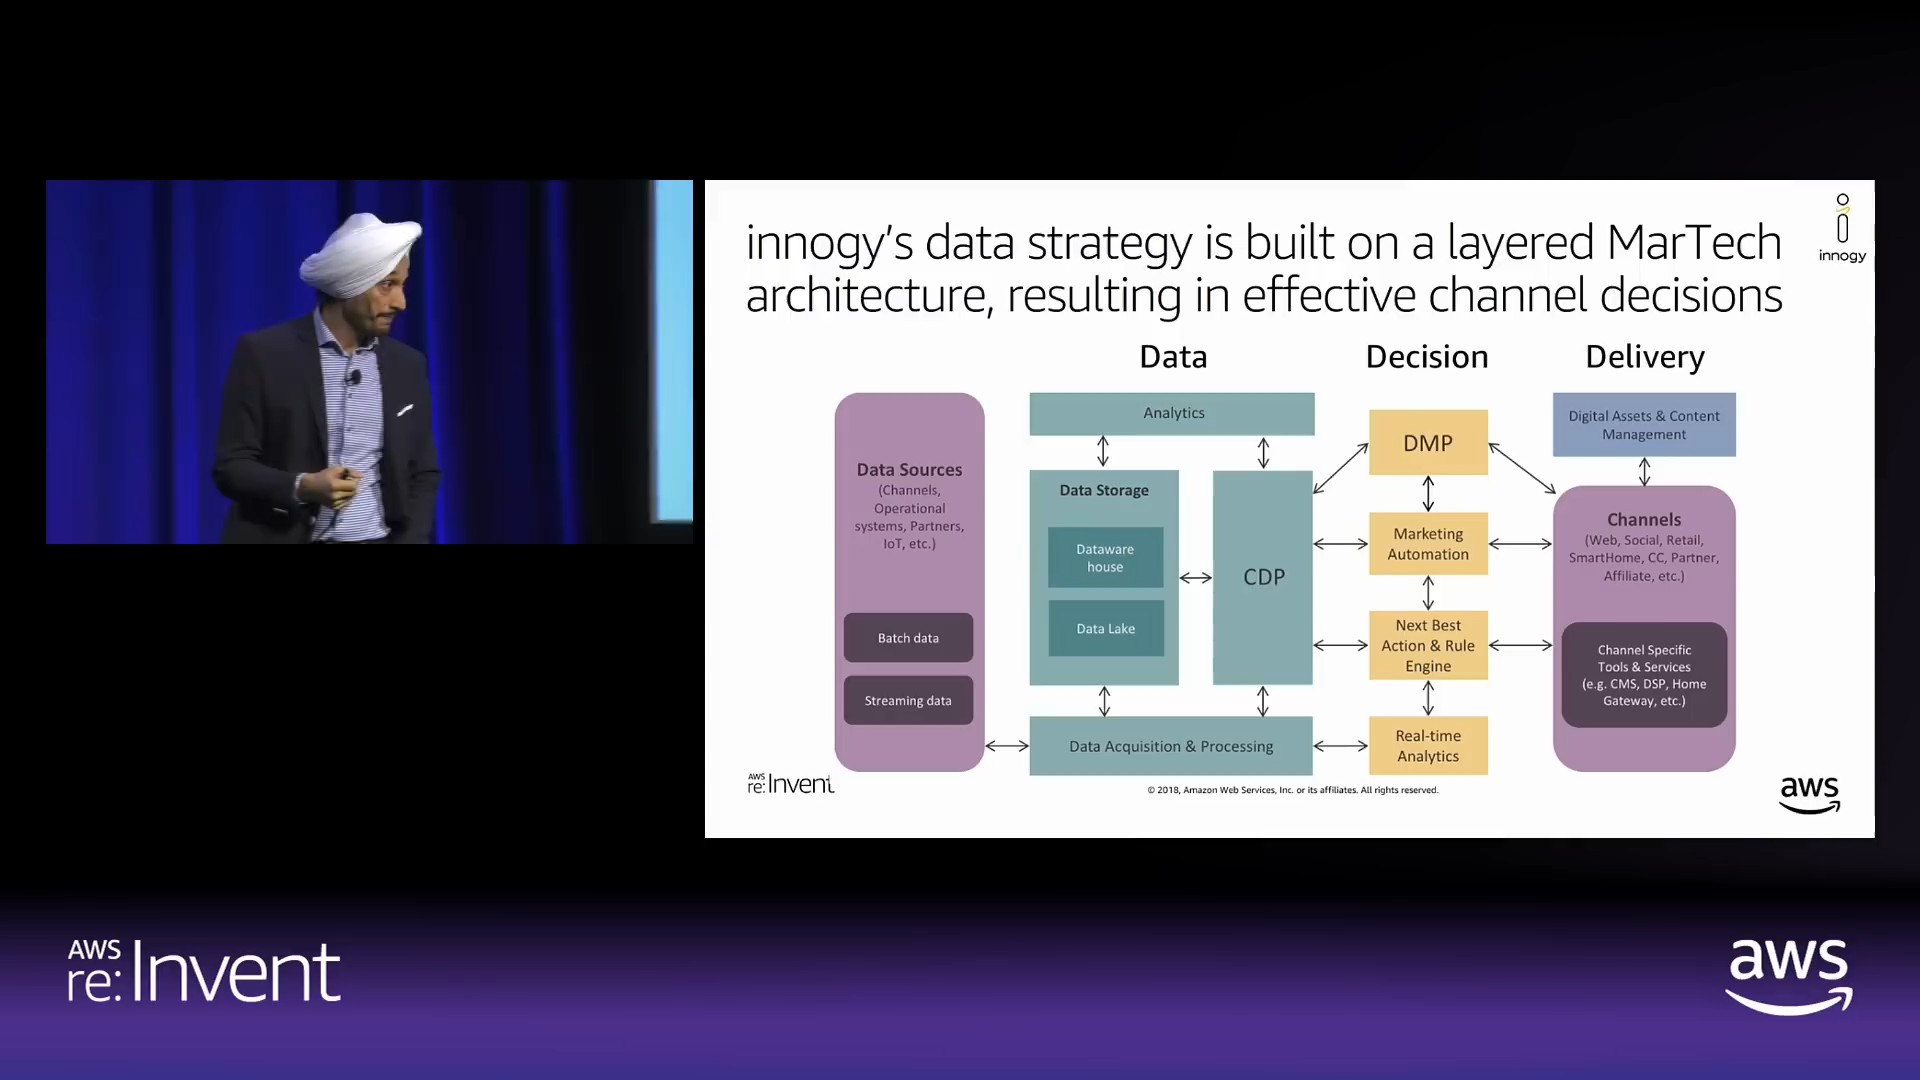 innogy's data strategy is built on a layered MarTech
architecture, resulting in effective channel decisions
innogy
Data
Decision
Delivery
Data Sources
(Channels,
Operational
systems, Partners,
IoT, etc.)
Batch data
Streaming data
Analytics
Data Storage
Dataware
house
Data Lake
CDP
Data Acquisition & Processing
DMP
Marketing
Automation
Next Best
Action & Rule
Engine
Real-time
Analytics
Digital Assets & Content
Management
Channels
(Web, Social, Retail,
SmartHome, CC, Partner,
Affiliate, etc.)
Channel Specific
Tools & Services
(e.g. CMS, DSP, Home
Gateway, etc.)
AWS
re:Invent
© 2018, Amazon Web Services, Inc. or its affiliates. All rights reserved.
aws
AWS
re:Invent
aws